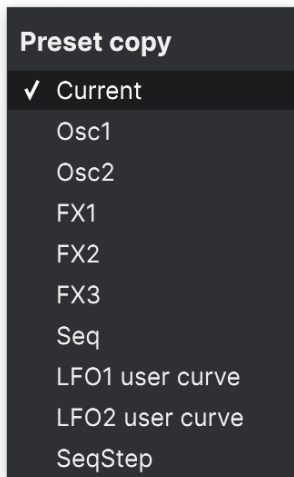 Preset copy
✓ Current
Osc1
Osc2
FX1
FX2
FX3
Seq
LFO1 user curve
LFO2 user curve
SeqStep